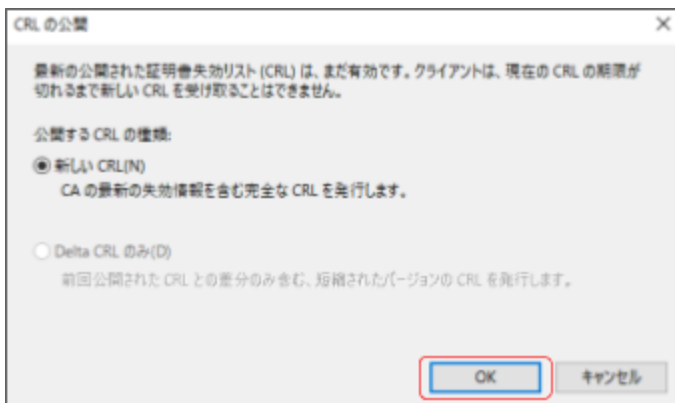 CRL の公開
最新の公開された証明書失効リスト (CRL) は、まだ有効です。クライアントは、現在の CRL の期限が
切れるまで新しい CRL を受け取ることはできません。
公開する CRL の種類:
新しい CRL(N)
CA の最新の失効情報を含む完全な CRL を発行します。
Delta CRL のみ(D)
前回公開された CRL との差分のみ含む、短縮されたバージョンの CRL を発行します。
OK
キャンセル